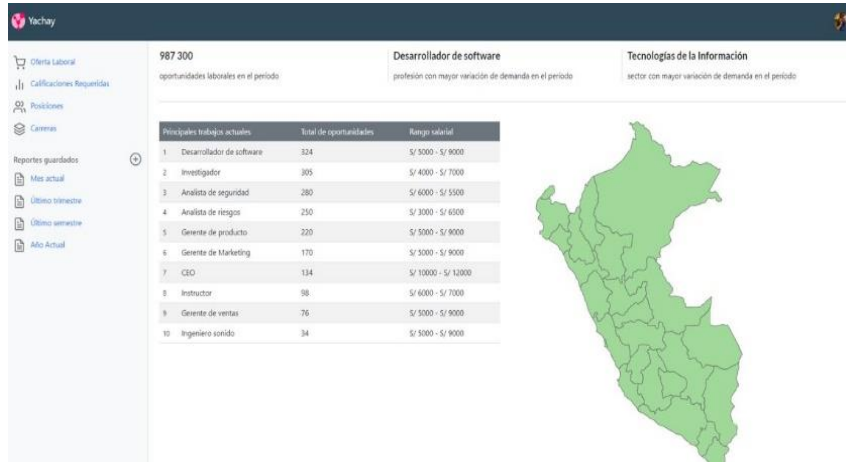 Yachay
Oferta Laboral
Calificaciones Requeridas
Posiciones
Carreras
Reportes guardados
Mes actual
Último trimestre
Último semestre
Año Actual
987 300
oportunidades laborales en el período
Desarrollador de software
profesión con mayor variación de demanda en el período
Tecnologías de la Información
sector con mayor variación de demanda en el período
Principales trabajos actuales Total de oportunidades Rango salarial
1 Desarrollador de software 324 S/ 5000 - S/ 9000
2 Investigador 305 S/ 4000 - S/ 7000
3 Analista de seguridad 280 S/ 6000 - S/ 5500
4 Analista de riesgos 250 S/ 3000 - S/ 6500
5 Gerente de producto 220 S/ 5000 - S/ 9000
6 Gerente de Marketing 170 S/ 5000 - S/ 9000
7 CEO 134 S/ 10000 - S/ 12000
8 Instructor 98 S/ 6000 - S/ 7000
9 Gerente de ventas 76 S/ 5000 - S/ 9000
10 Ingeniero sonido 34 S/ 5000 - S/ 9000